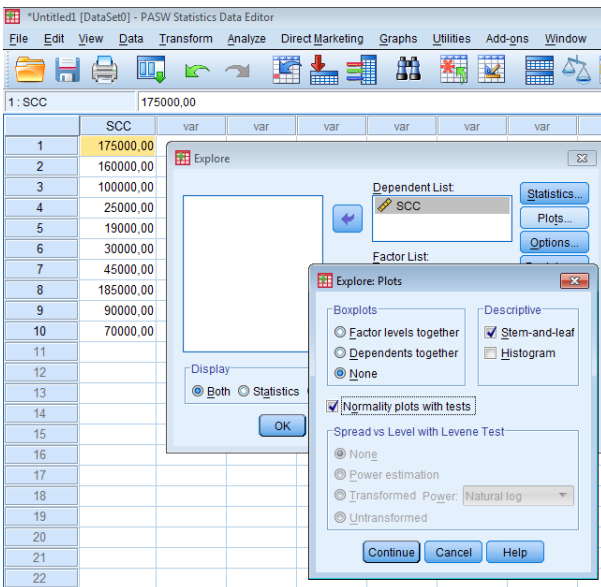 *Untitled1 [DataSet0] - PASW Statistics Data Editor
File Edit View Data Transform Analyze Direct Marketing Graphs Utilities Add-ons Window
1 : SCC 175000,00
SCC var var var var var var
1 175000,00
2 160000,00
3 100000,00
4 25000,00
5 19000,00
6 30000,00
7 45000,00
8 185000,00
9 90000,00
10 70000,00
11
12
13
14
15
16
17
18
19
20
21
22
Explore
Dependent List:
SCC
Statistics...
Plots...
Options...
Factor List:
Display
Both Statistics
OK
Explore: Plots
Boxplots
Factor levels together
Dependents together
None
Descriptive
Stem-and-leaf
Histogram
Normality plots with tests
Spread vs Level with Levene Test
None
Power estimation
Transformed Power: Natural log
Untransformed
Continue Cancel Help